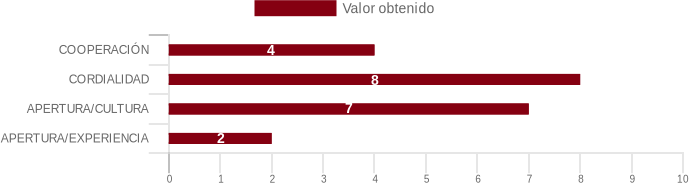 Valor obtenido
COOPERACIÓN 4
CORDIALIDAD 8
APERTURA/CULTURA 7
APERTURA/EXPERIENCIA 2
0 1 2 3 4 5 6 7 8 9 10